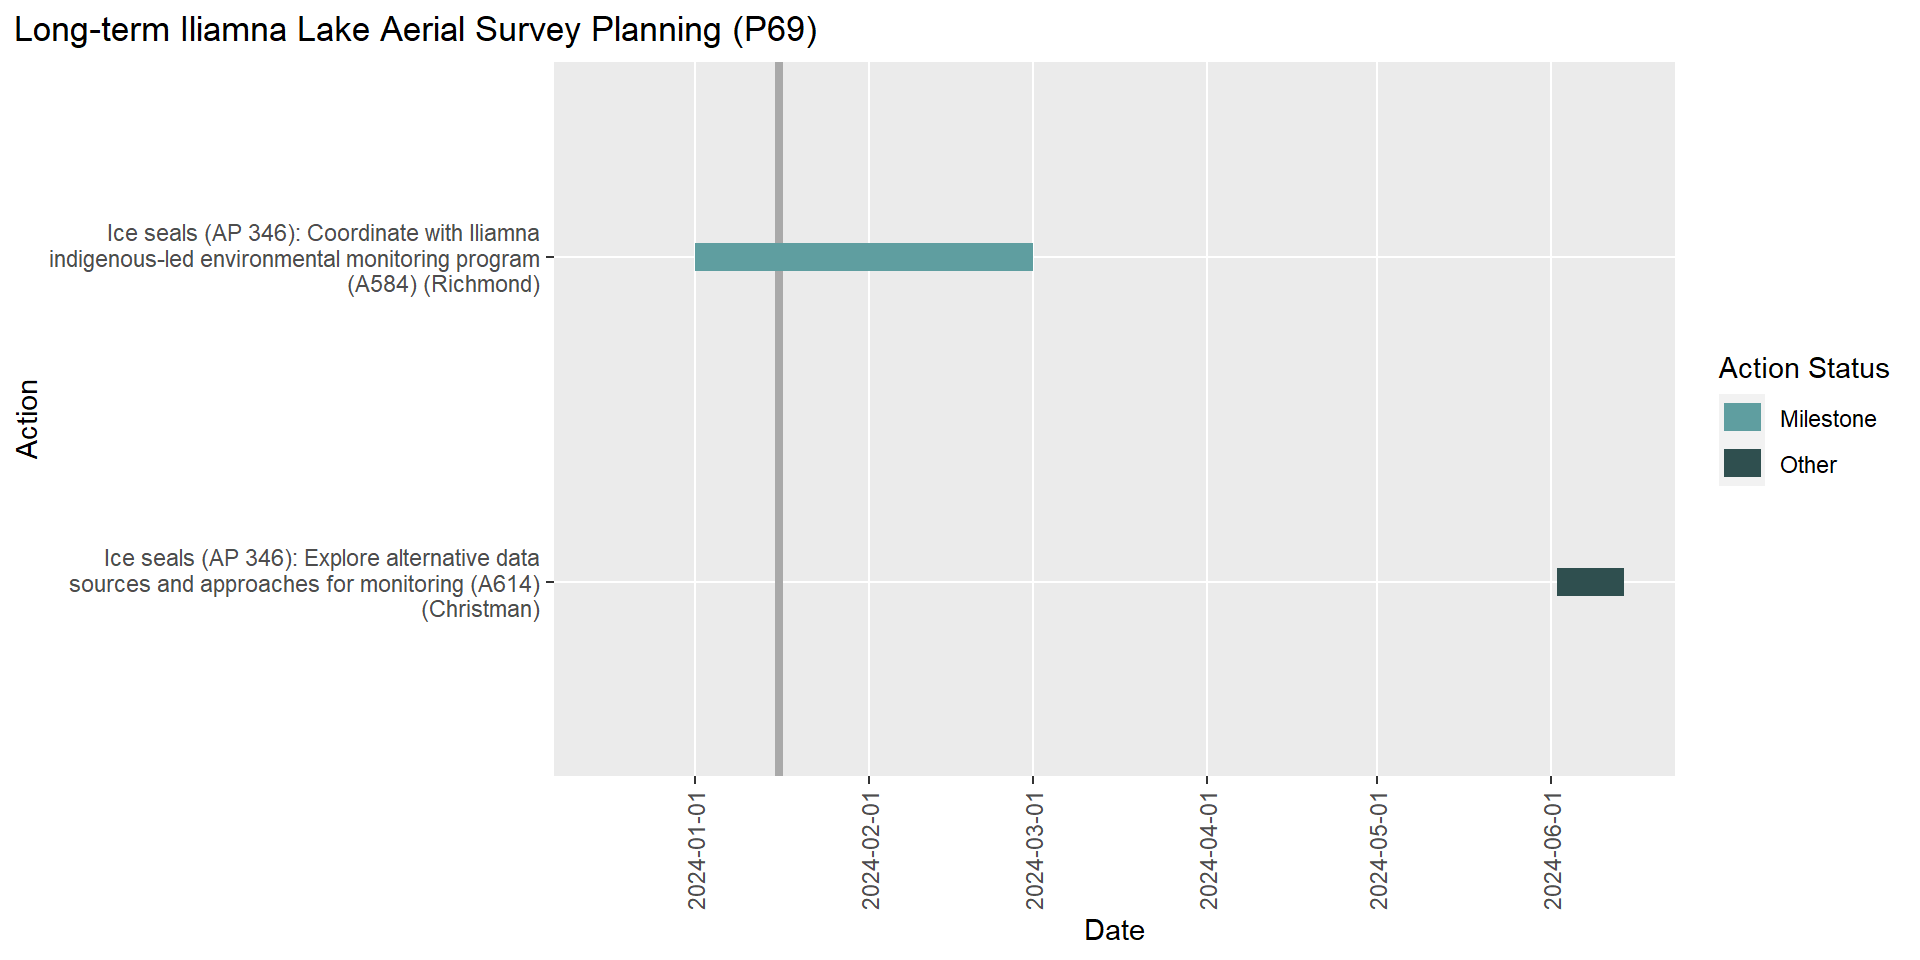 Long-term Iliamna Lake Aerial Survey Planning (P69)
Ice seals (AP 346): Coordinate with Iliamna
indigenous-led environmental monitoring program
(A584) (Richmond)
Action
Ice seals (AP 346): Explore alternative data
sources and approaches for monitoring (A614)
(Christman)
Action Status
Milestone
Other
2024-01-01
2024-02-01
2024-03-01
2024-04-01
2024-05-01
2024-06-01
Date